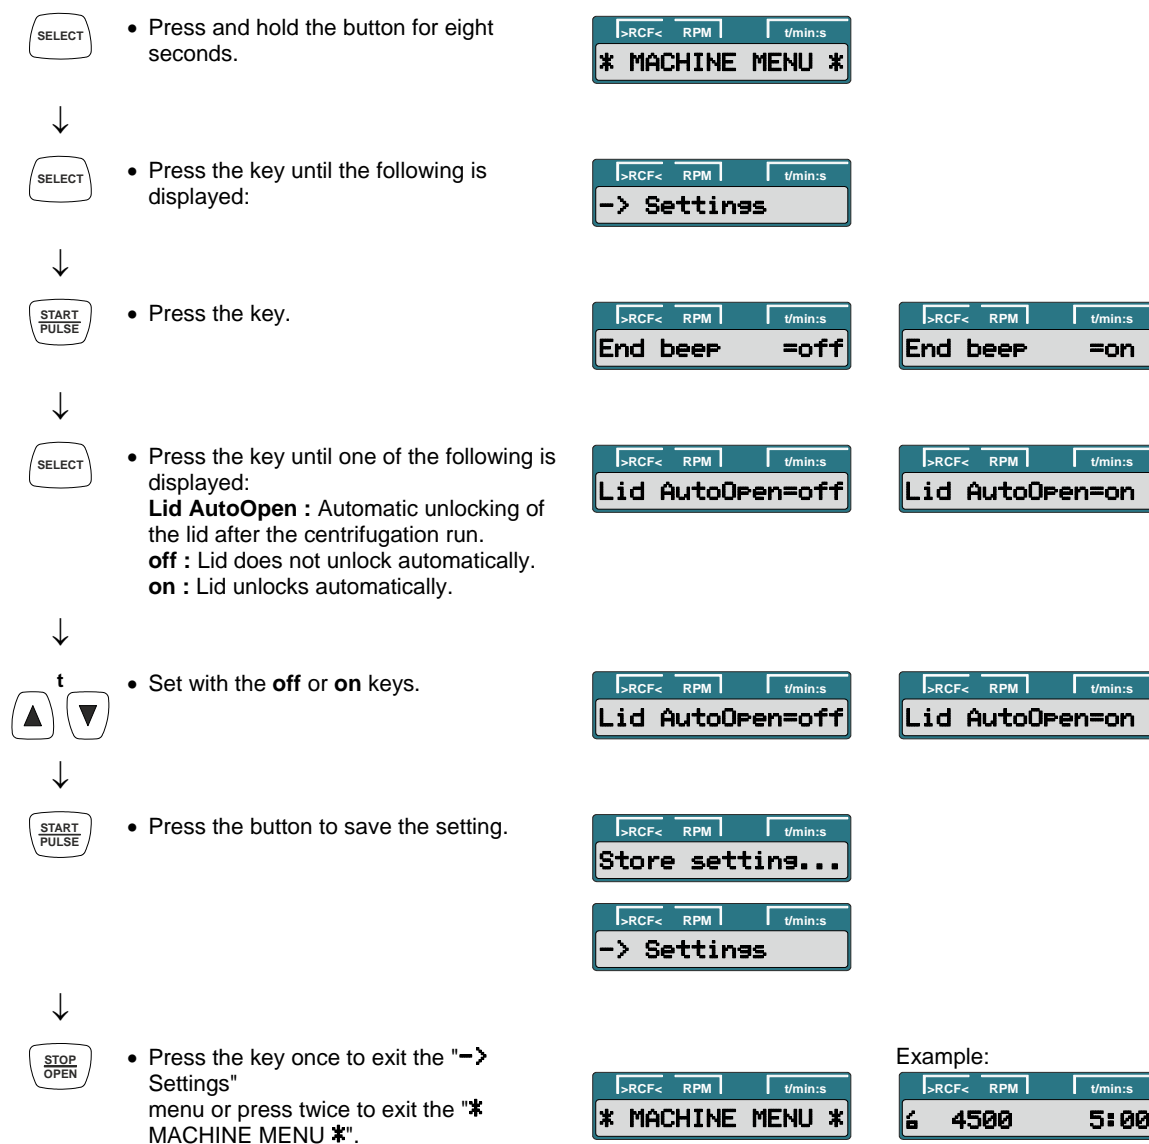 SELECT
• Press and hold the button for eight
seconds.
>RCF< RPM t/min:s
* MACHINE MENU *
↓
SELECT
• Press the key until the following is
displayed:
>RCF< RPM t/min:s
-> Settings
↓
START
PULSE
• Press the key.
>RCF< RPM t/min:s
End beep =off
>RCF< RPM t/min:s
End beep =on
↓
SELECT
• Press the key until one of the following is
displayed:
Lid AutoOpen : Automatic unlocking of
the lid after the centrifugation run.
off : Lid does not unlock automatically.
on : Lid unlocks automatically.
>RCF< RPM t/min:s
Lid AutoOpen=off
>RCF< RPM t/min:s
Lid AutoOpen=on
↓
t
▲ ▼
• Set with the off or on keys.
>RCF< RPM t/min:s
Lid AutoOpen=off
>RCF< RPM t/min:s
Lid AutoOpen=on
↓
START
PULSE
• Press the button to save the setting.
>RCF< RPM t/min:s
Store setting...
>RCF< RPM t/min:s
-> Settings
↓
STOP
OPEN
• Press the key once to exit the "->
Settings"
menu or press twice to exit the "*
MACHINE MENU *".
>RCF< RPM t/min:s
* MACHINE MENU *
Example:
>RCF< RPM t/min:s
4500 5:00